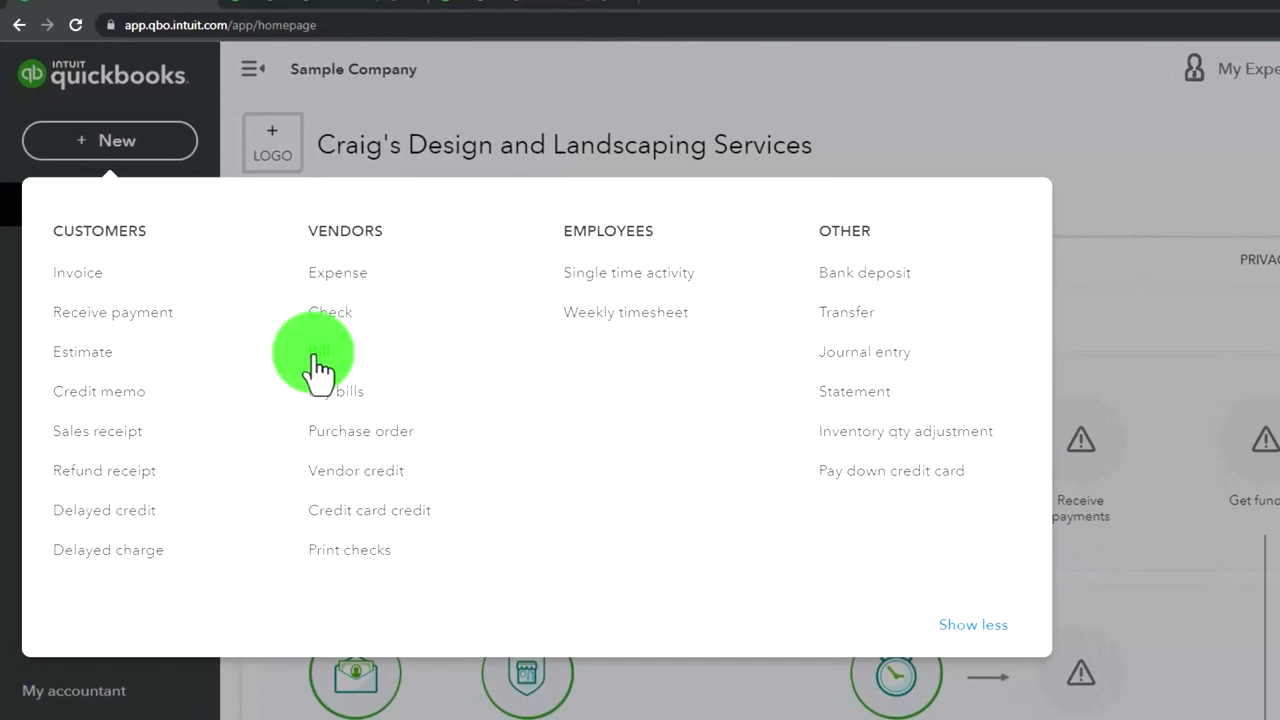 app.qbo.intuit.com/app/homepage
INTUIT
quickbooks.
Sample Company
My Expe
+ New
+
LOGO
Craig's Design and Landscaping Services
CUSTOMERS
Invoice
Receive payment
Estimate
Credit memo
Sales receipt
Refund receipt
Delayed credit
Delayed charge
VENDORS
Expense
Check
Bill
bills
Purchase order
Vendor credit
Credit card credit
Print checks
EMPLOYEES
Single time activity
Weekly timesheet
OTHER
Bank deposit
Transfer
Journal entry
Statement
Inventory qty adjustment
Pay down credit card
Show less
PRIVAC
Receive
payments
Get func
My accountant